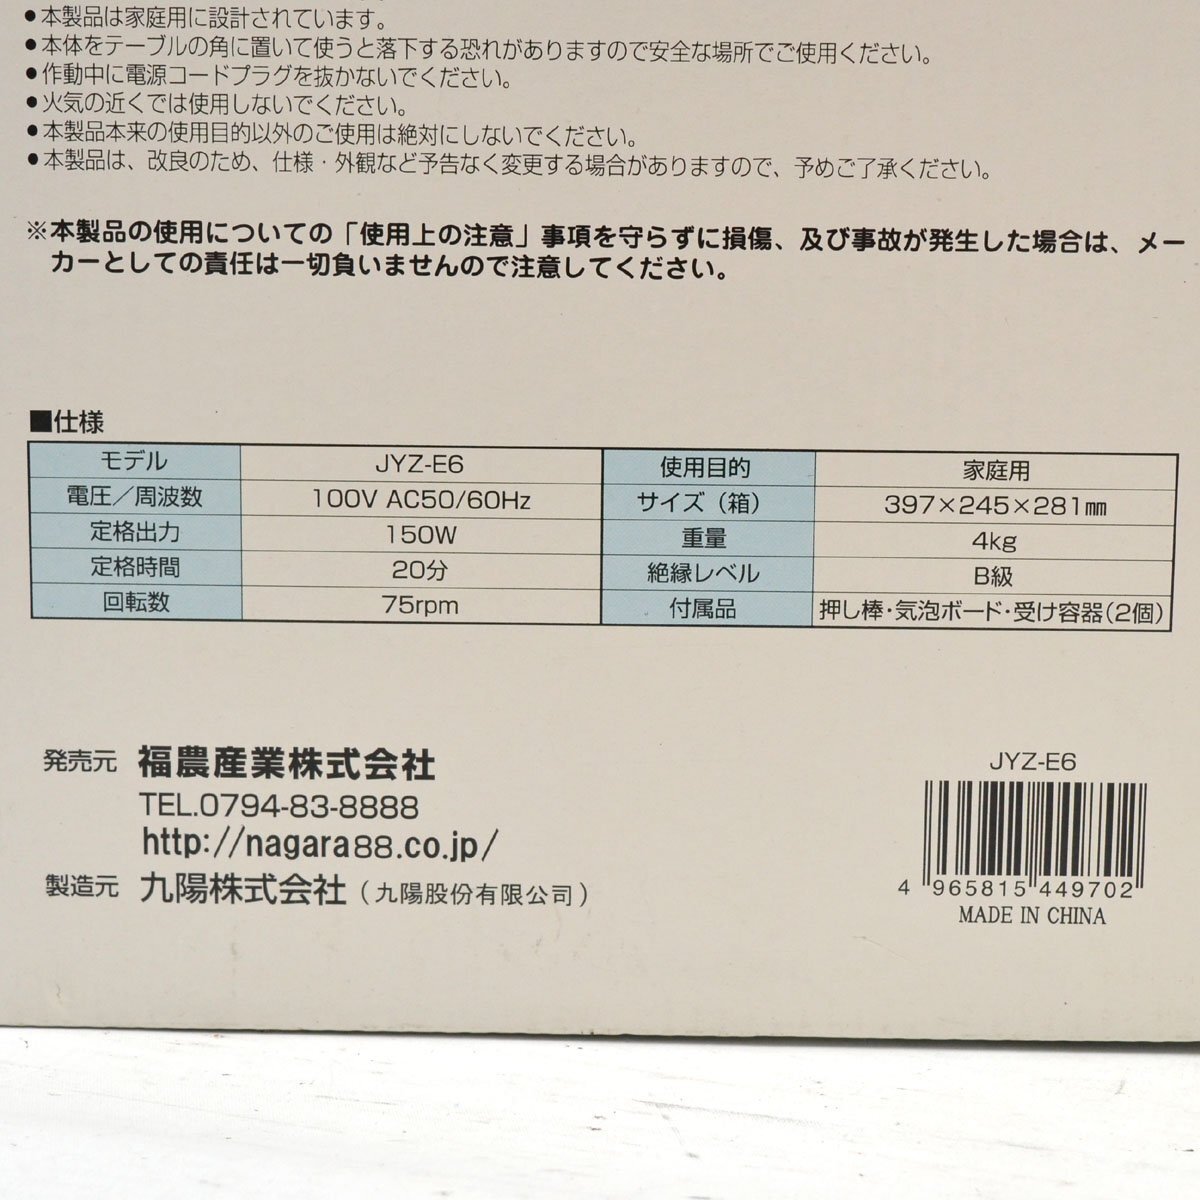 ●本製品は家庭用に設計されています。
●本体をテーブルの角に置いて使うと落下する恐れがありますので安全な場所でご使用ください。
●作動中に電源コードプラグを抜かないでください。
●火気の近くでは使用しないでください。
●本製品本来の使用目的以外のご使用は絶対にしないでください。
●本製品は、改良のため、仕様・外観など予告なく変更する場合がありますので、予めご了承ください。
※本製品の使用についての「使用上の注意」事項を守らずに損傷、及び事故が発生した場合は、メー
カーとしての責任は一切負いませんので注意してください。
■仕様
モデル JYZ-E6 使用目的 家庭用
電圧／周波数 100V AC50/60Hz サイズ（箱） 397×245×281㎜
定格出力 150W 重量 4kg
定格時間 20分 絶縁レベル B級
回転数 75rpm 付属品 押し棒・気泡ボード・受け容器（2個）
発売元 福農産業株式会社
TEL.0794-83-8888
http://nagara88.co.jp/
製造元 九陽株式会社（九陽股份有限公司）
JYZ-E6
4 965815 449702
MADE IN CHINA